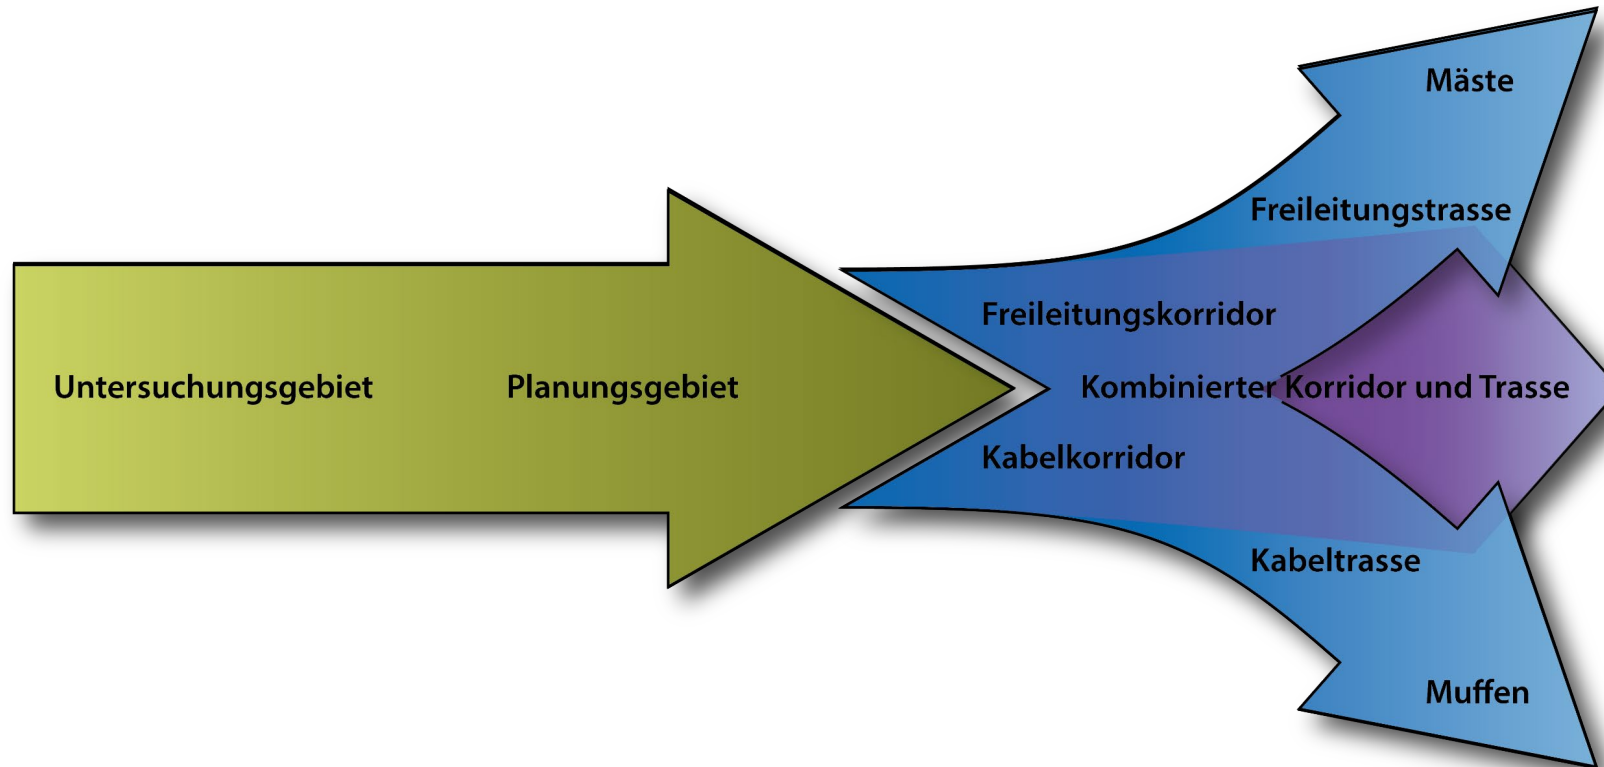 Untersuchungsgebiet
Planungsgebiet
Mäste
Freileitungstrasse
Freileitungskorridor
Kombinierter Korridor und Trasse
Kabelkorridor
Kabeltrasse
Muffen